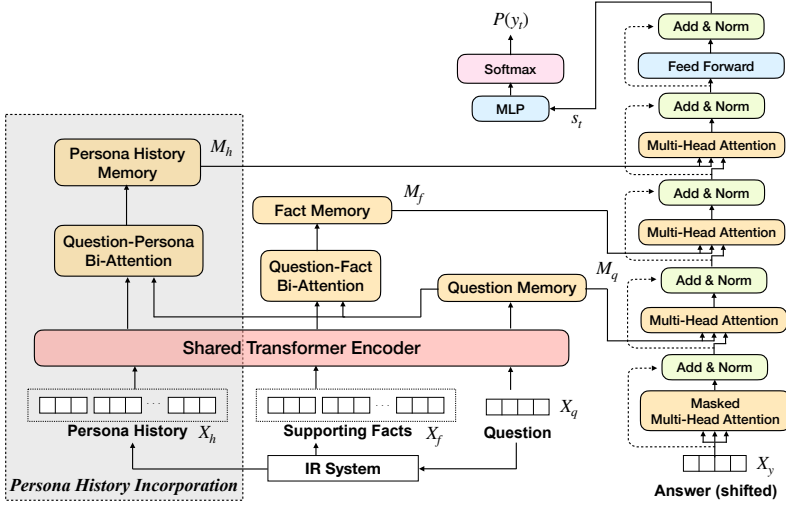 P(y_t)
Softmax
MLP
s_t
Add & Norm
Feed Forward
Add & Norm
Multi-Head Attention
Add & Norm
Multi-Head Attention
Add & Norm
Multi-Head Attention
Add & Norm
Masked
Multi-Head Attention
X_y
Answer (shifted)
Persona History
Memory
M_h
Question-Persona
Bi-Attention
Fact Memory
M_f
Question-Fact
Bi-Attention
Question Memory
M_q
Shared Transformer Encoder
...
Persona History
X_h
...
Supporting Facts
X_f
Question
X_q
IR System
Persona History Incorporation